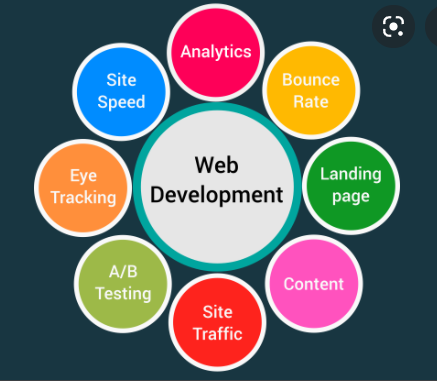 Analytics
Bounce
Rate
Landing
page
Content
Site
Traffic
A/B
Testing
Eye
Tracking
Site
Speed
Web
Development